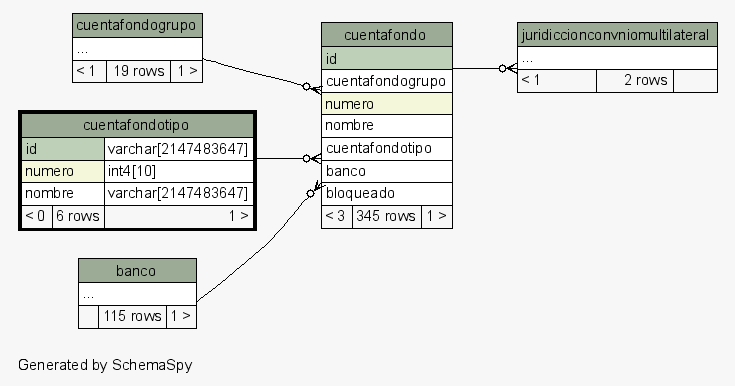 cuentafondogrupo
...
< 1 19 rows 1 >
cuentafondotipo
id varchar[2147483647]
numero int4[10]
nombre varchar[2147483647]
< 0 6 rows 1 >
banco
...
115 rows 1 >
cuentafondo
id
cuentafondogrupo
numero
nombre
cuentafondotipo
banco
bloqueado
< 3 345 rows 1 >
juridiccionconvniomultilateral
...
< 1 2 rows
Generated by SchemaSpy